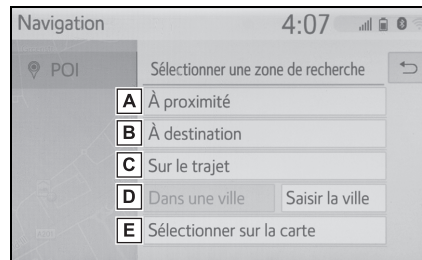 Navigation 4:07
POI
Sélectionner une zone de recherche
A À proximité
B À destination
C Sur le trajet
D Dans une ville Saisir la ville
E Sélectionner sur la carte